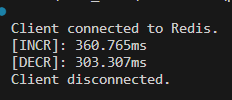 Client connected to Redis.
[INCR]: 360.765ms
[DECR]: 303.307ms
Client disconnected.